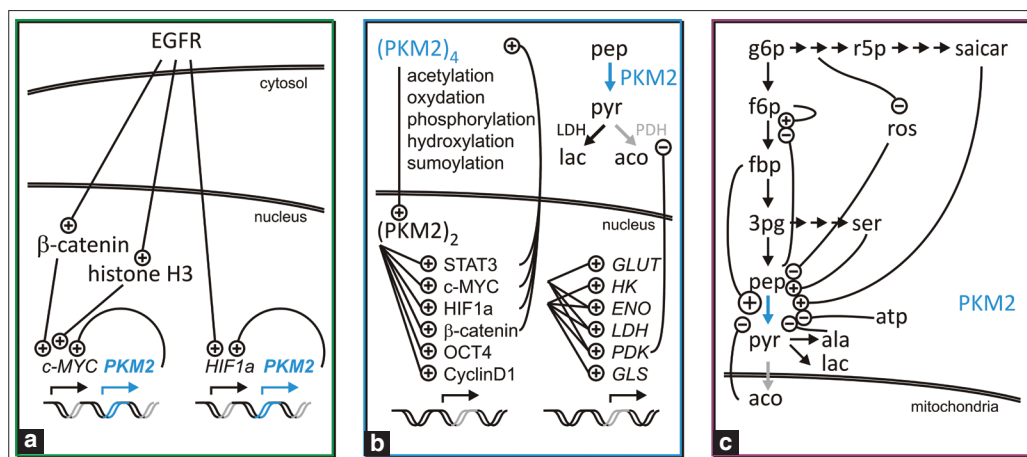 EGFR
cytosol
nucleus
β-catenin
histone H3
c-MYC PKM2 HIF1a PKM2
a
(PKM2)4
acetylation
oxydation
phosphorylation
hydroxylation
sumoylation
pep
PKM2
pyr
LDH PDH
lac aco
nucleus
(PKM2)2
STAT3
c-MYC
HIF1a
β-catenin
OCT4
CyclinD1
GLUT
HK
ENO
LDH
PDK
GLS
b
g6p r5p saicar
f6p
ros
fbp
3pg ser
pep
PKM2
atp
pyr ala
lac
aco
mitochondria
c